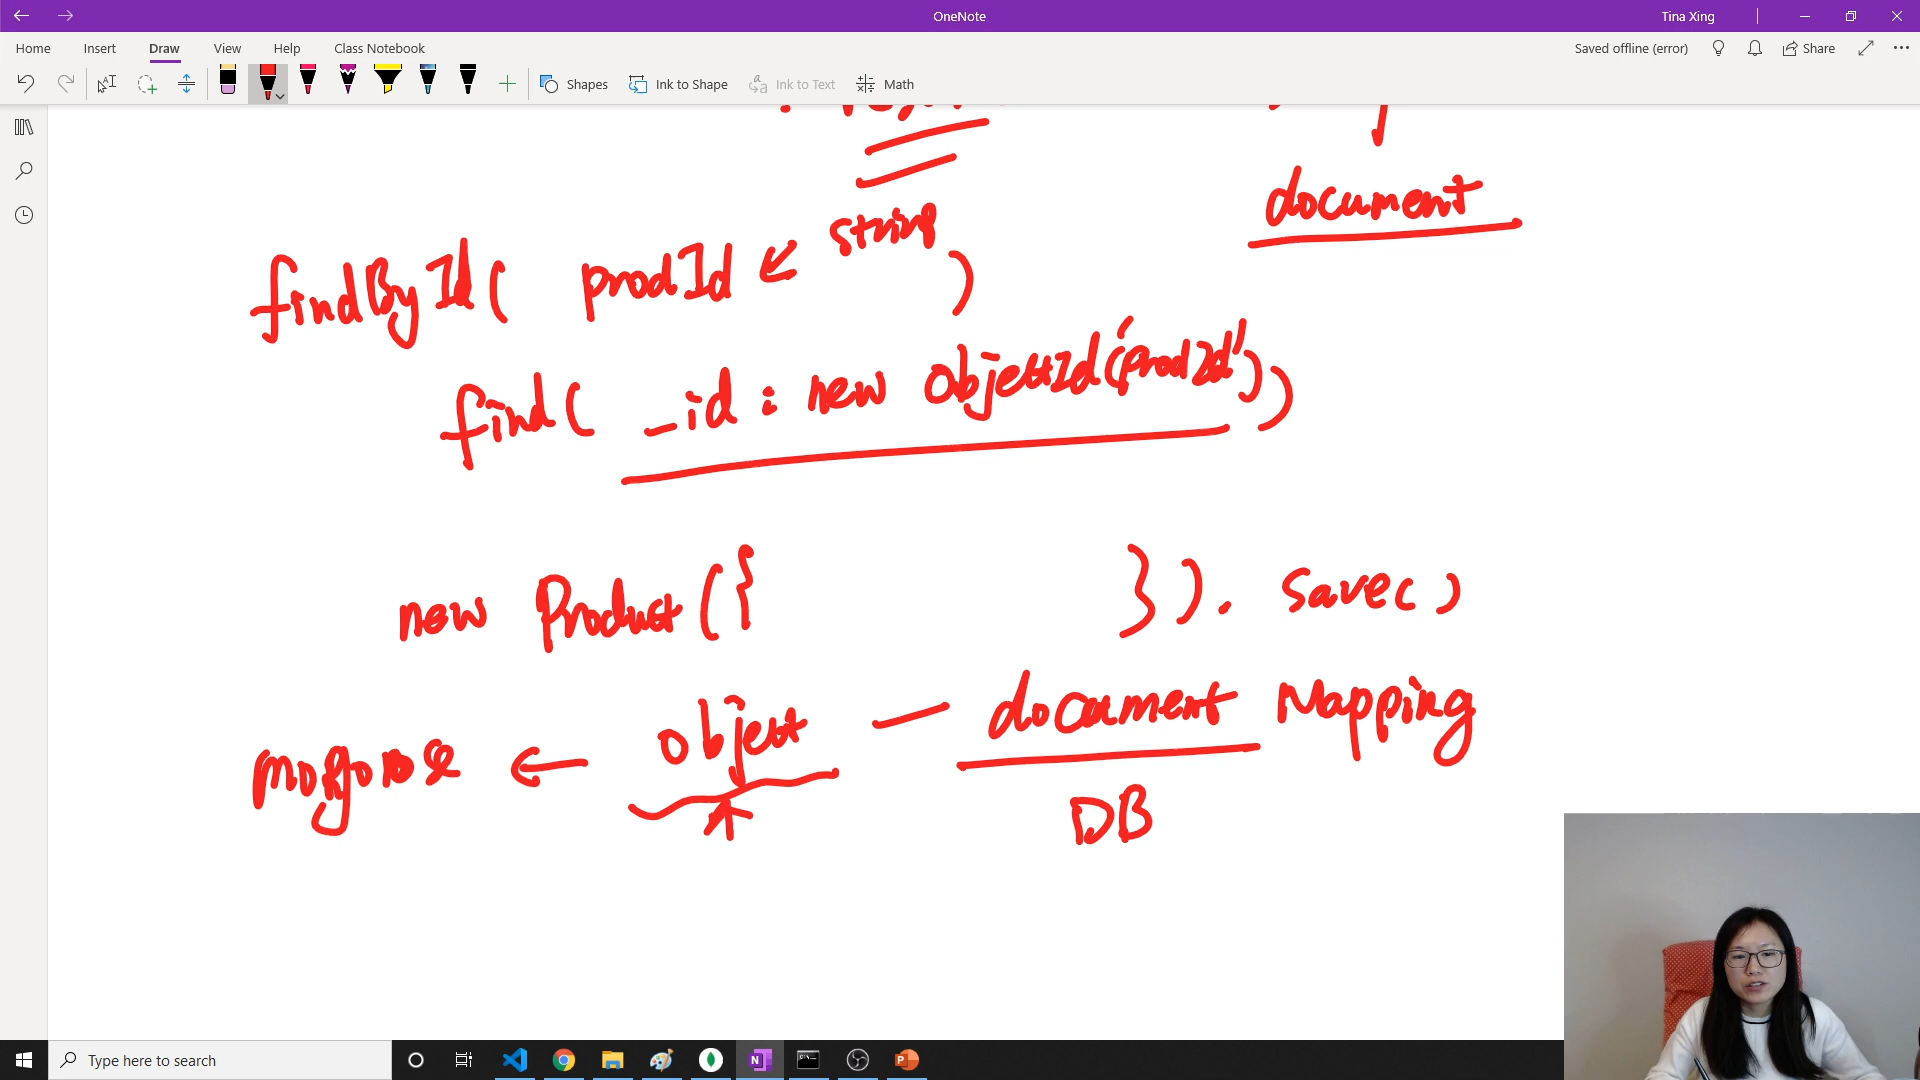 OneNote
Tina Xing
Home Insert Draw View Help Class Notebook
Saved offline (error) Share
Shapes Ink to Shape Ink to Text Math
document
string
findById( prodId )
find( _id : new ObjectId('prodId') )
new Product({ }). save()
object — document Mapping
mongoose
DB
Type here to search